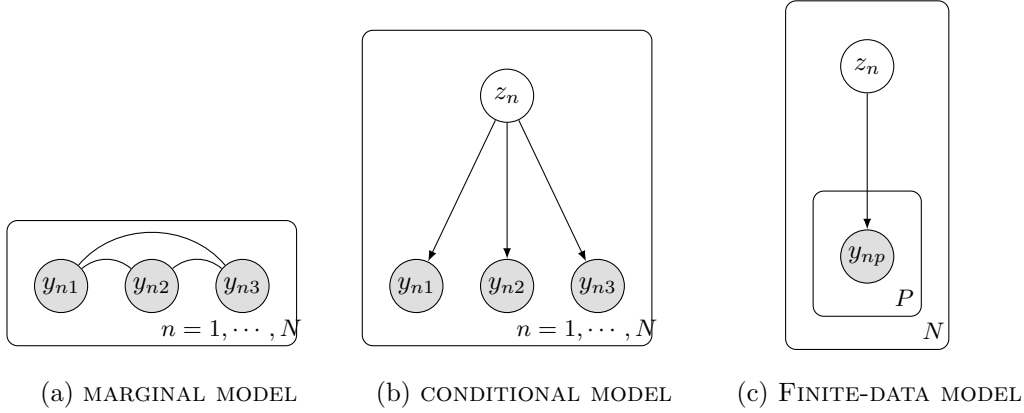 z_n
z_n
y_{n1} y_{n2} y_{n3}
n = 1, ⋯ , N
y_{n1} y_{n2} y_{n3}
n = 1, ⋯ , N
y_{np}
P
N
(a) MARGINAL MODEL
(b) CONDITIONAL MODEL
(c) FINITE-DATA MODEL